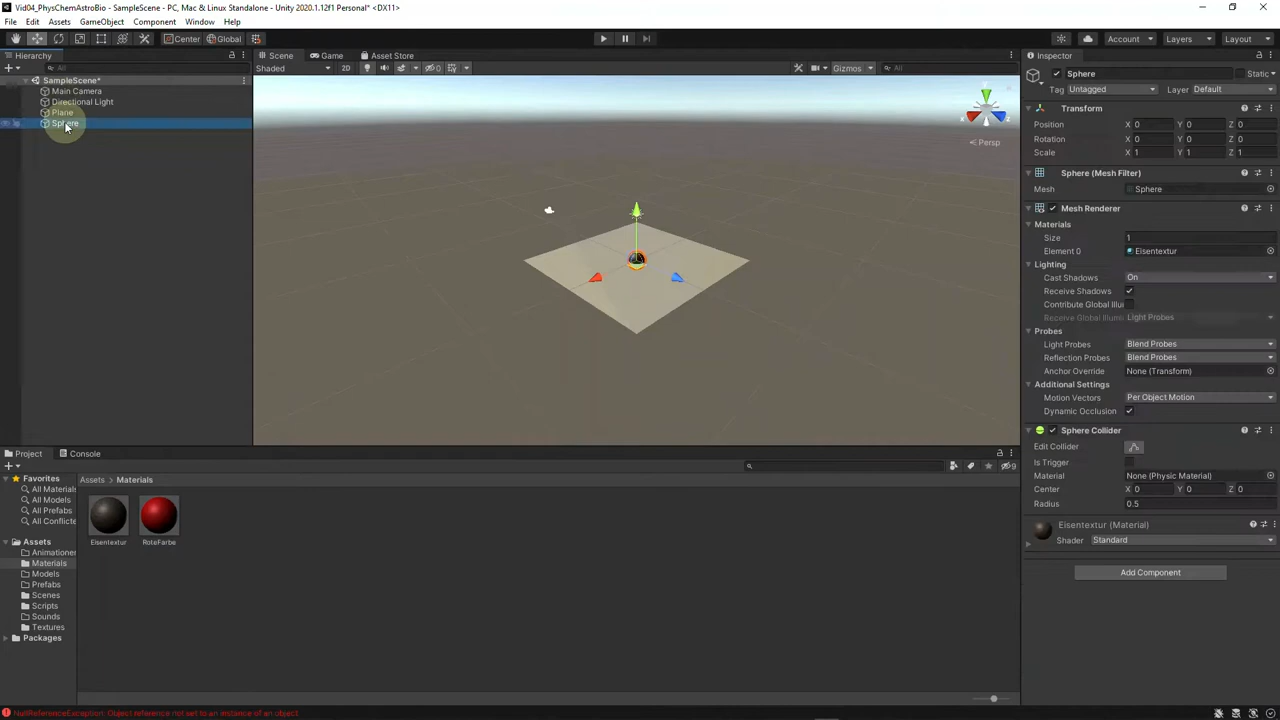 Vid04_PhysChemAstroBio - SampleScene - PC, Mac & Linux Standalone - Unity 2020.1.12f1 Personal* <DX11>
File Edit Assets GameObject Component Window Help
Center Global Account Layers Layout
Hierarchy Scene Game Asset Store Inspector
All Shaded 2D 0 Gizmos All
Sphere Static
Tag Untagged Layer Default
SampleScene*
Main Camera
Directional Light
Plane
Sphere
Persp
Transform
Position X 0 Y 0 Z 0
Rotation X 0 Y 0 Z 0
Scale X 1 Y 1 Z 1
Sphere (Mesh Filter)
Mesh Sphere
Mesh Renderer
Materials
Size 1
Element 0 Eisentextur
Lighting
Cast Shadows On
Receive Shadows
Contribute Global Illu
Receive Global Illumi Light Probes
Probes
Light Probes Blend Probes
Reflection Probes Blend Probes
Anchor Override None (Transform)
Additional Settings
Motion Vectors Per Object Motion
Dynamic Occlusion
Sphere Collider
Edit Collider
Is Trigger
Material None (Physic Material)
Center X 0 Y 0 Z 0
Radius 0.5
Eisentextur (Material)
Shader Standard
Add Component
Project Console
9
Favorites
All Materials
All Models
All Prefabs
All Conflicte
Assets
Animationen
Materials
Models
Prefabs
Scenes
Scripts
Sounds
Textures
Packages
Assets > Materials
Eisentextur RoteFarbe
NullReferenceException: Object reference not set to an instance of an object